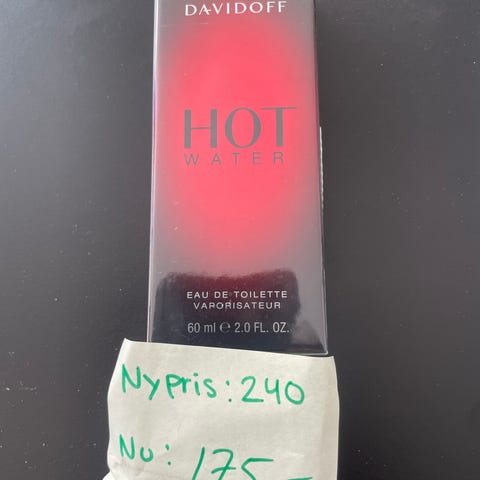 DAVIDOFF
HOT
WATER
EAU DE TOILETTE
VAPORISATEUR
60 ml ℮ 2.0 FL. OZ.
Nypris: 240
Nu: 175 –